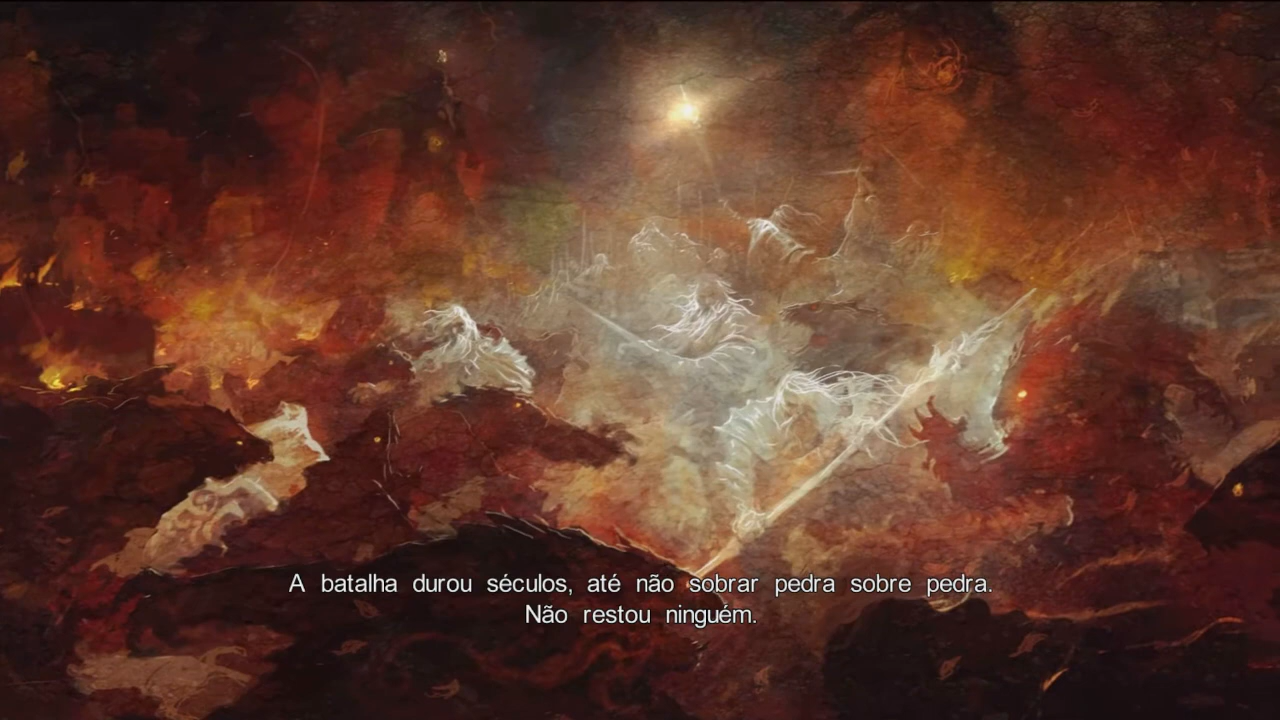 A batalha durou séculos, até não sobrar pedra sobre pedra.
Não restou ninguém.